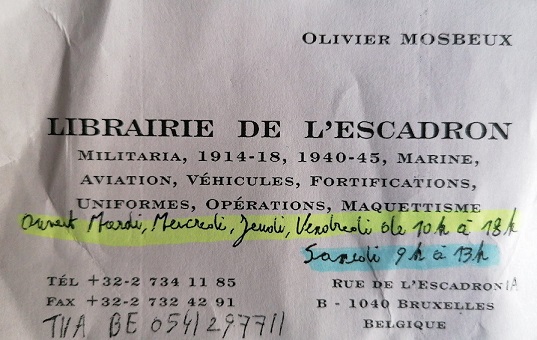 OLIVIER MOSBEUX
LIBRAIRIE DE L'ESCADRON
MILITARIA, 1914-18, 1940-45, MARINE,
AVIATION, VÉHICULES, FORTIFICATIONS,
UNIFORMES, OPÉRATIONS, MAQUETTISME
ouvert Mardi, Mercredi, Jeudi, Vendredi de 10h à 18h
Samedi 9h à 13h
TÉL +32-2 734 11 85
FAX +32-2 732 42 91
TVA BE 0541297711
RUE DE L'ESCADRON 1A
B - 1040 BRUXELLES
BELGIQUE